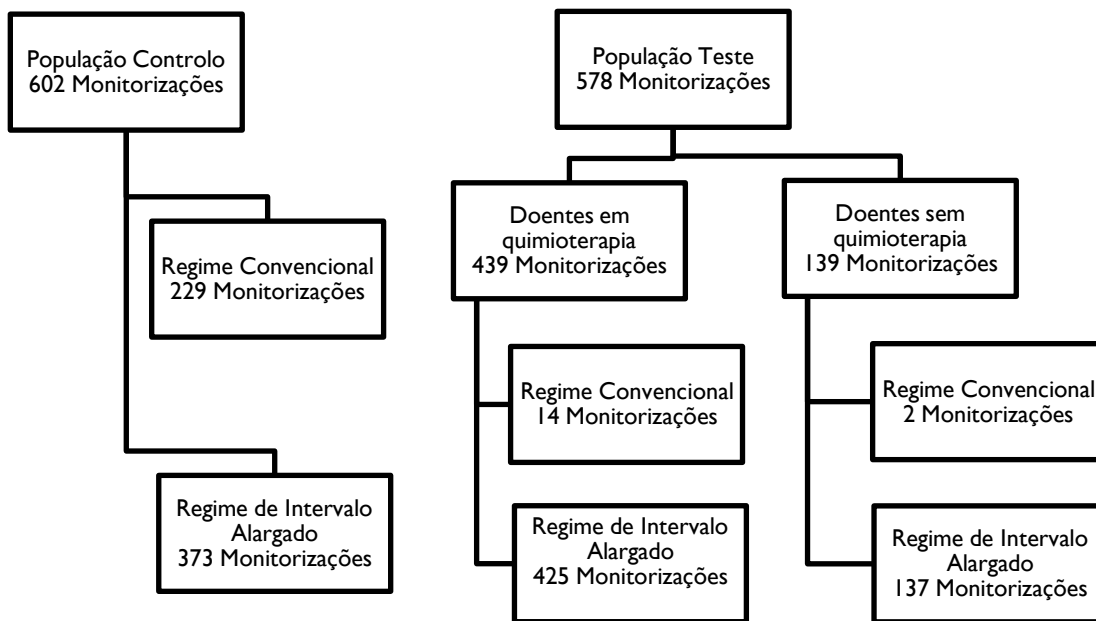 População Controlo
602 Monitorizações
Regime Convencional
229 Monitorizações
Regime de Intervalo
Alargado
373 Monitorizações
População Teste
578 Monitorizações
Doentes em
quimioterapia
439 Monitorizações
Regime Convencional
14 Monitorizações
Regime de Intervalo
Alargado
425 Monitorizações
Doentes sem
quimioterapia
139 Monitorizações
Regime Convencional
2 Monitorizações
Regime de Intervalo
Alargado
137 Monitorizações